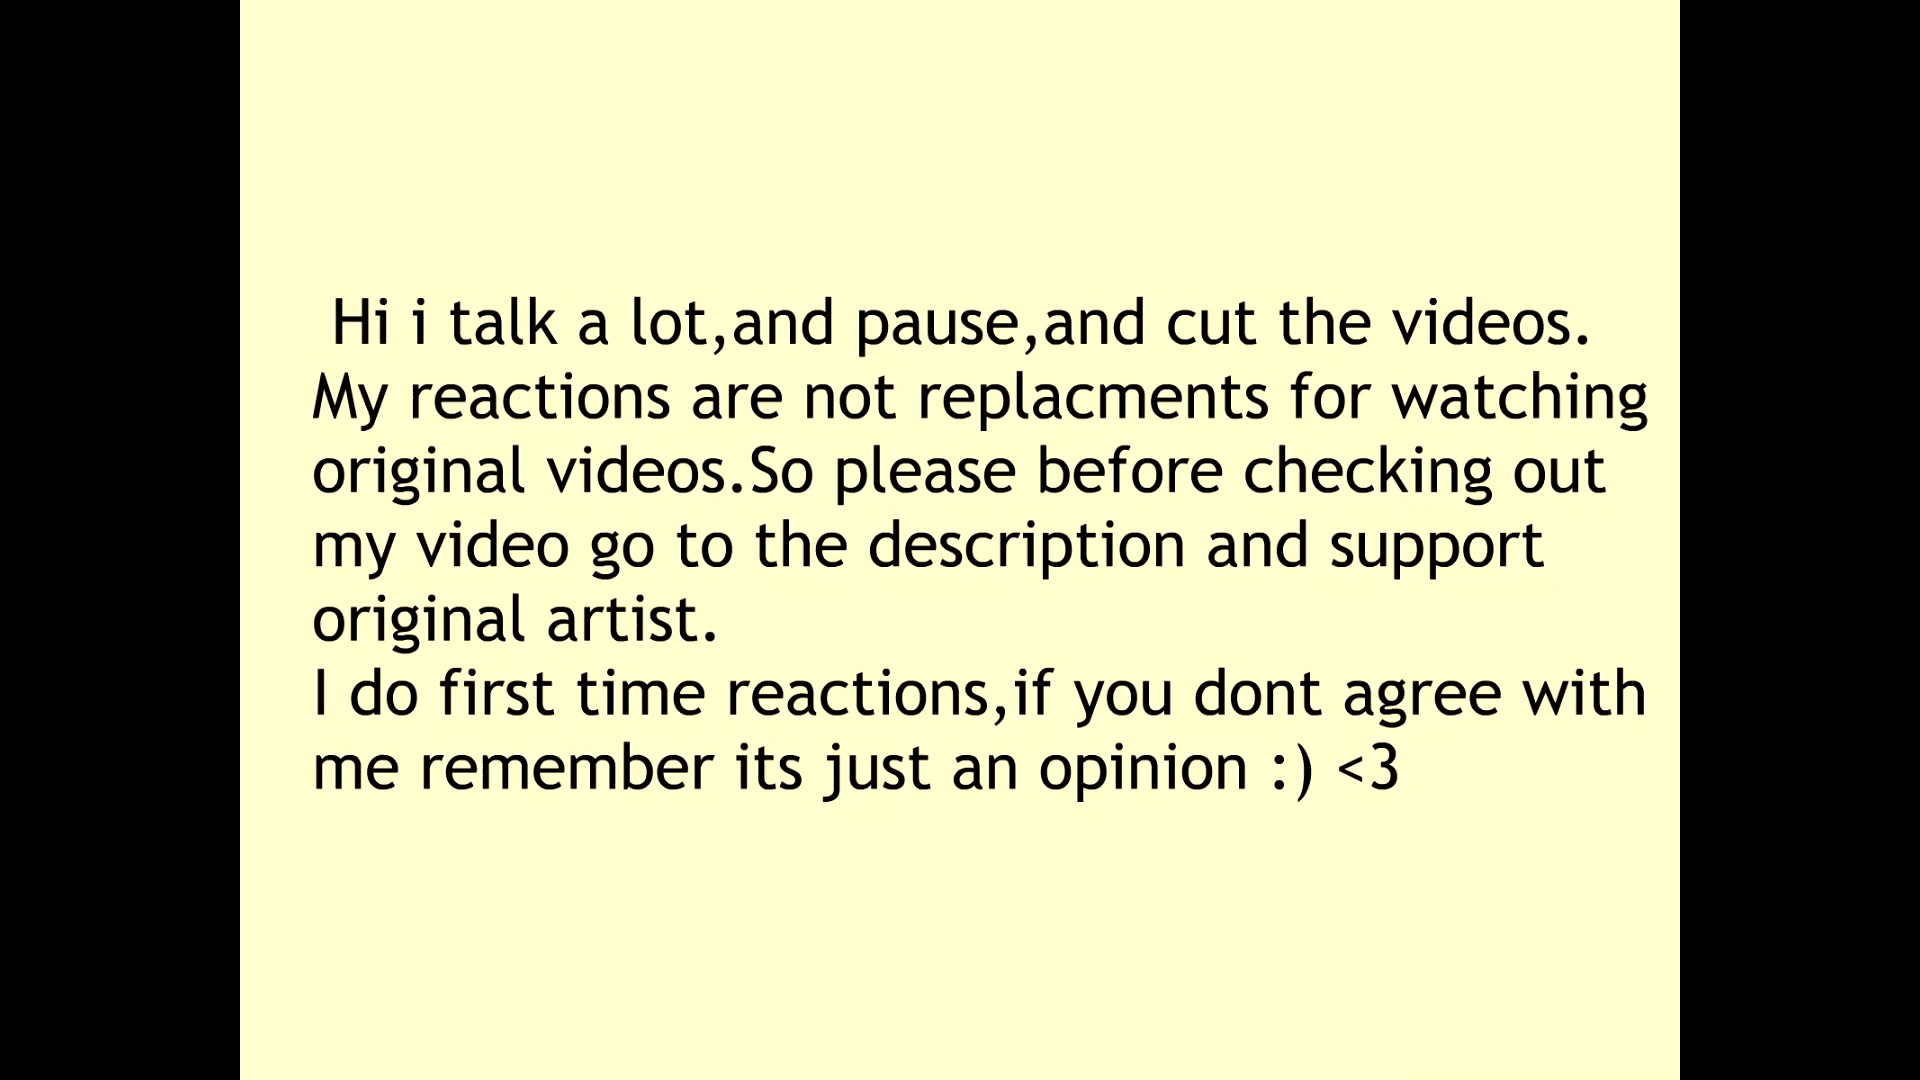 Hi i talk a lot,and pause,and cut the videos.
My reactions are not replacments for watching
original videos.So please before checking out
my video go to the description and support
original artist.
I do first time reactions,if you dont agree with
me remember its just an opinion :) <3